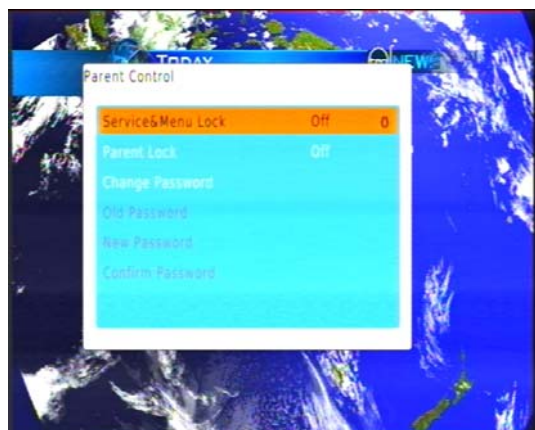 TODAY
NEWS
Parent Control
Service&Menu Lock Off 0
Parent Lock Off
Change Password
Old Password
New Password
Confirm Password